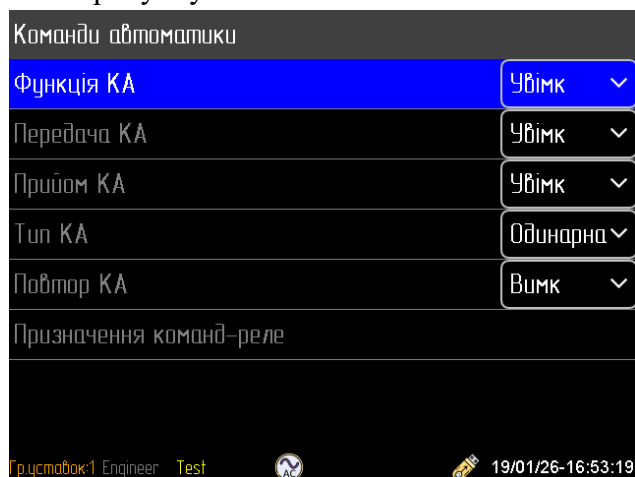 Команди автоматики
Функція КА Увімк
Передача КА Увімк
Прийом КА Увімк
Тип КА Одинарна
Повтор КА Вимк
Призначення команд-реле
Гр.уставок:1 Engineer Test AC 19/01/26-16:53:19